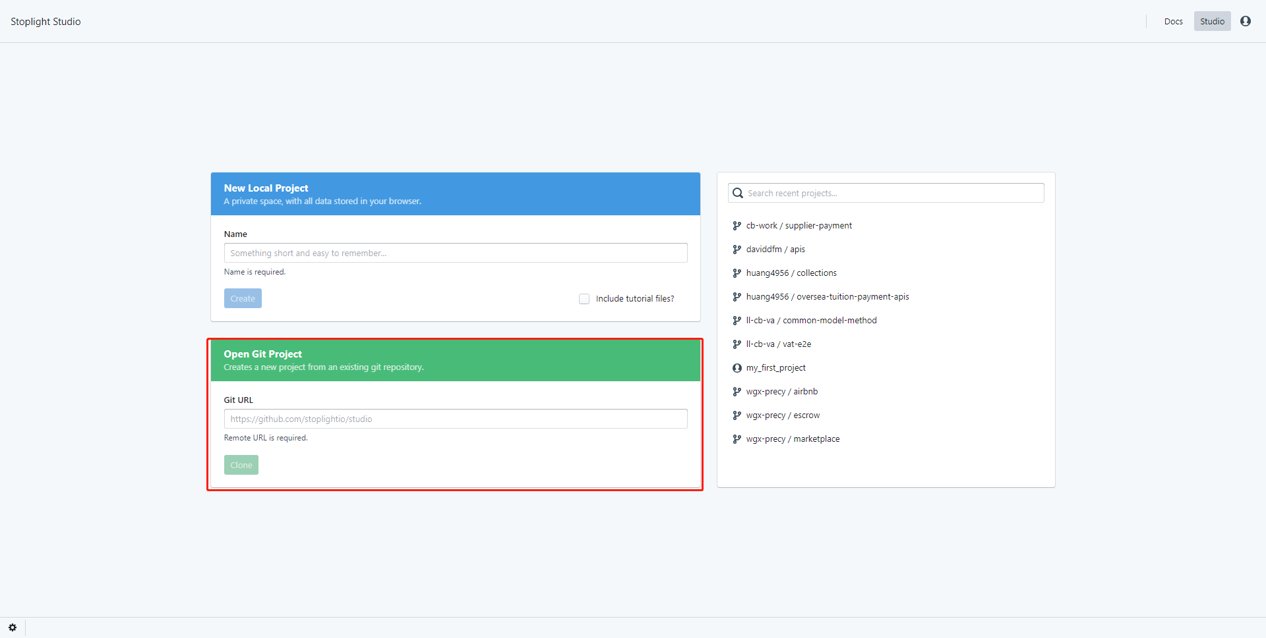 Stoplight Studio
Docs
Studio
New Local Project
A private space, with all data stored in your browser.
Name
Something short and easy to remember...
Name is required.
Create
Include tutorial files?
Open Git Project
Creates a new project from an existing git repository.
Git URL
https://github.com/stoplightio/studio
Remote URL is required.
Clone
Search recent projects...
cb-work / supplier-payment
daviddfm / apis
huang4956 / collections
huang4956 / oversea-tuition-payment-apis
ll-cb-va / common-model-method
ll-cb-va / vat-e2e
my_first_project
wgx-precy / airbnb
wgx-precy / escrow
wgx-precy / marketplace